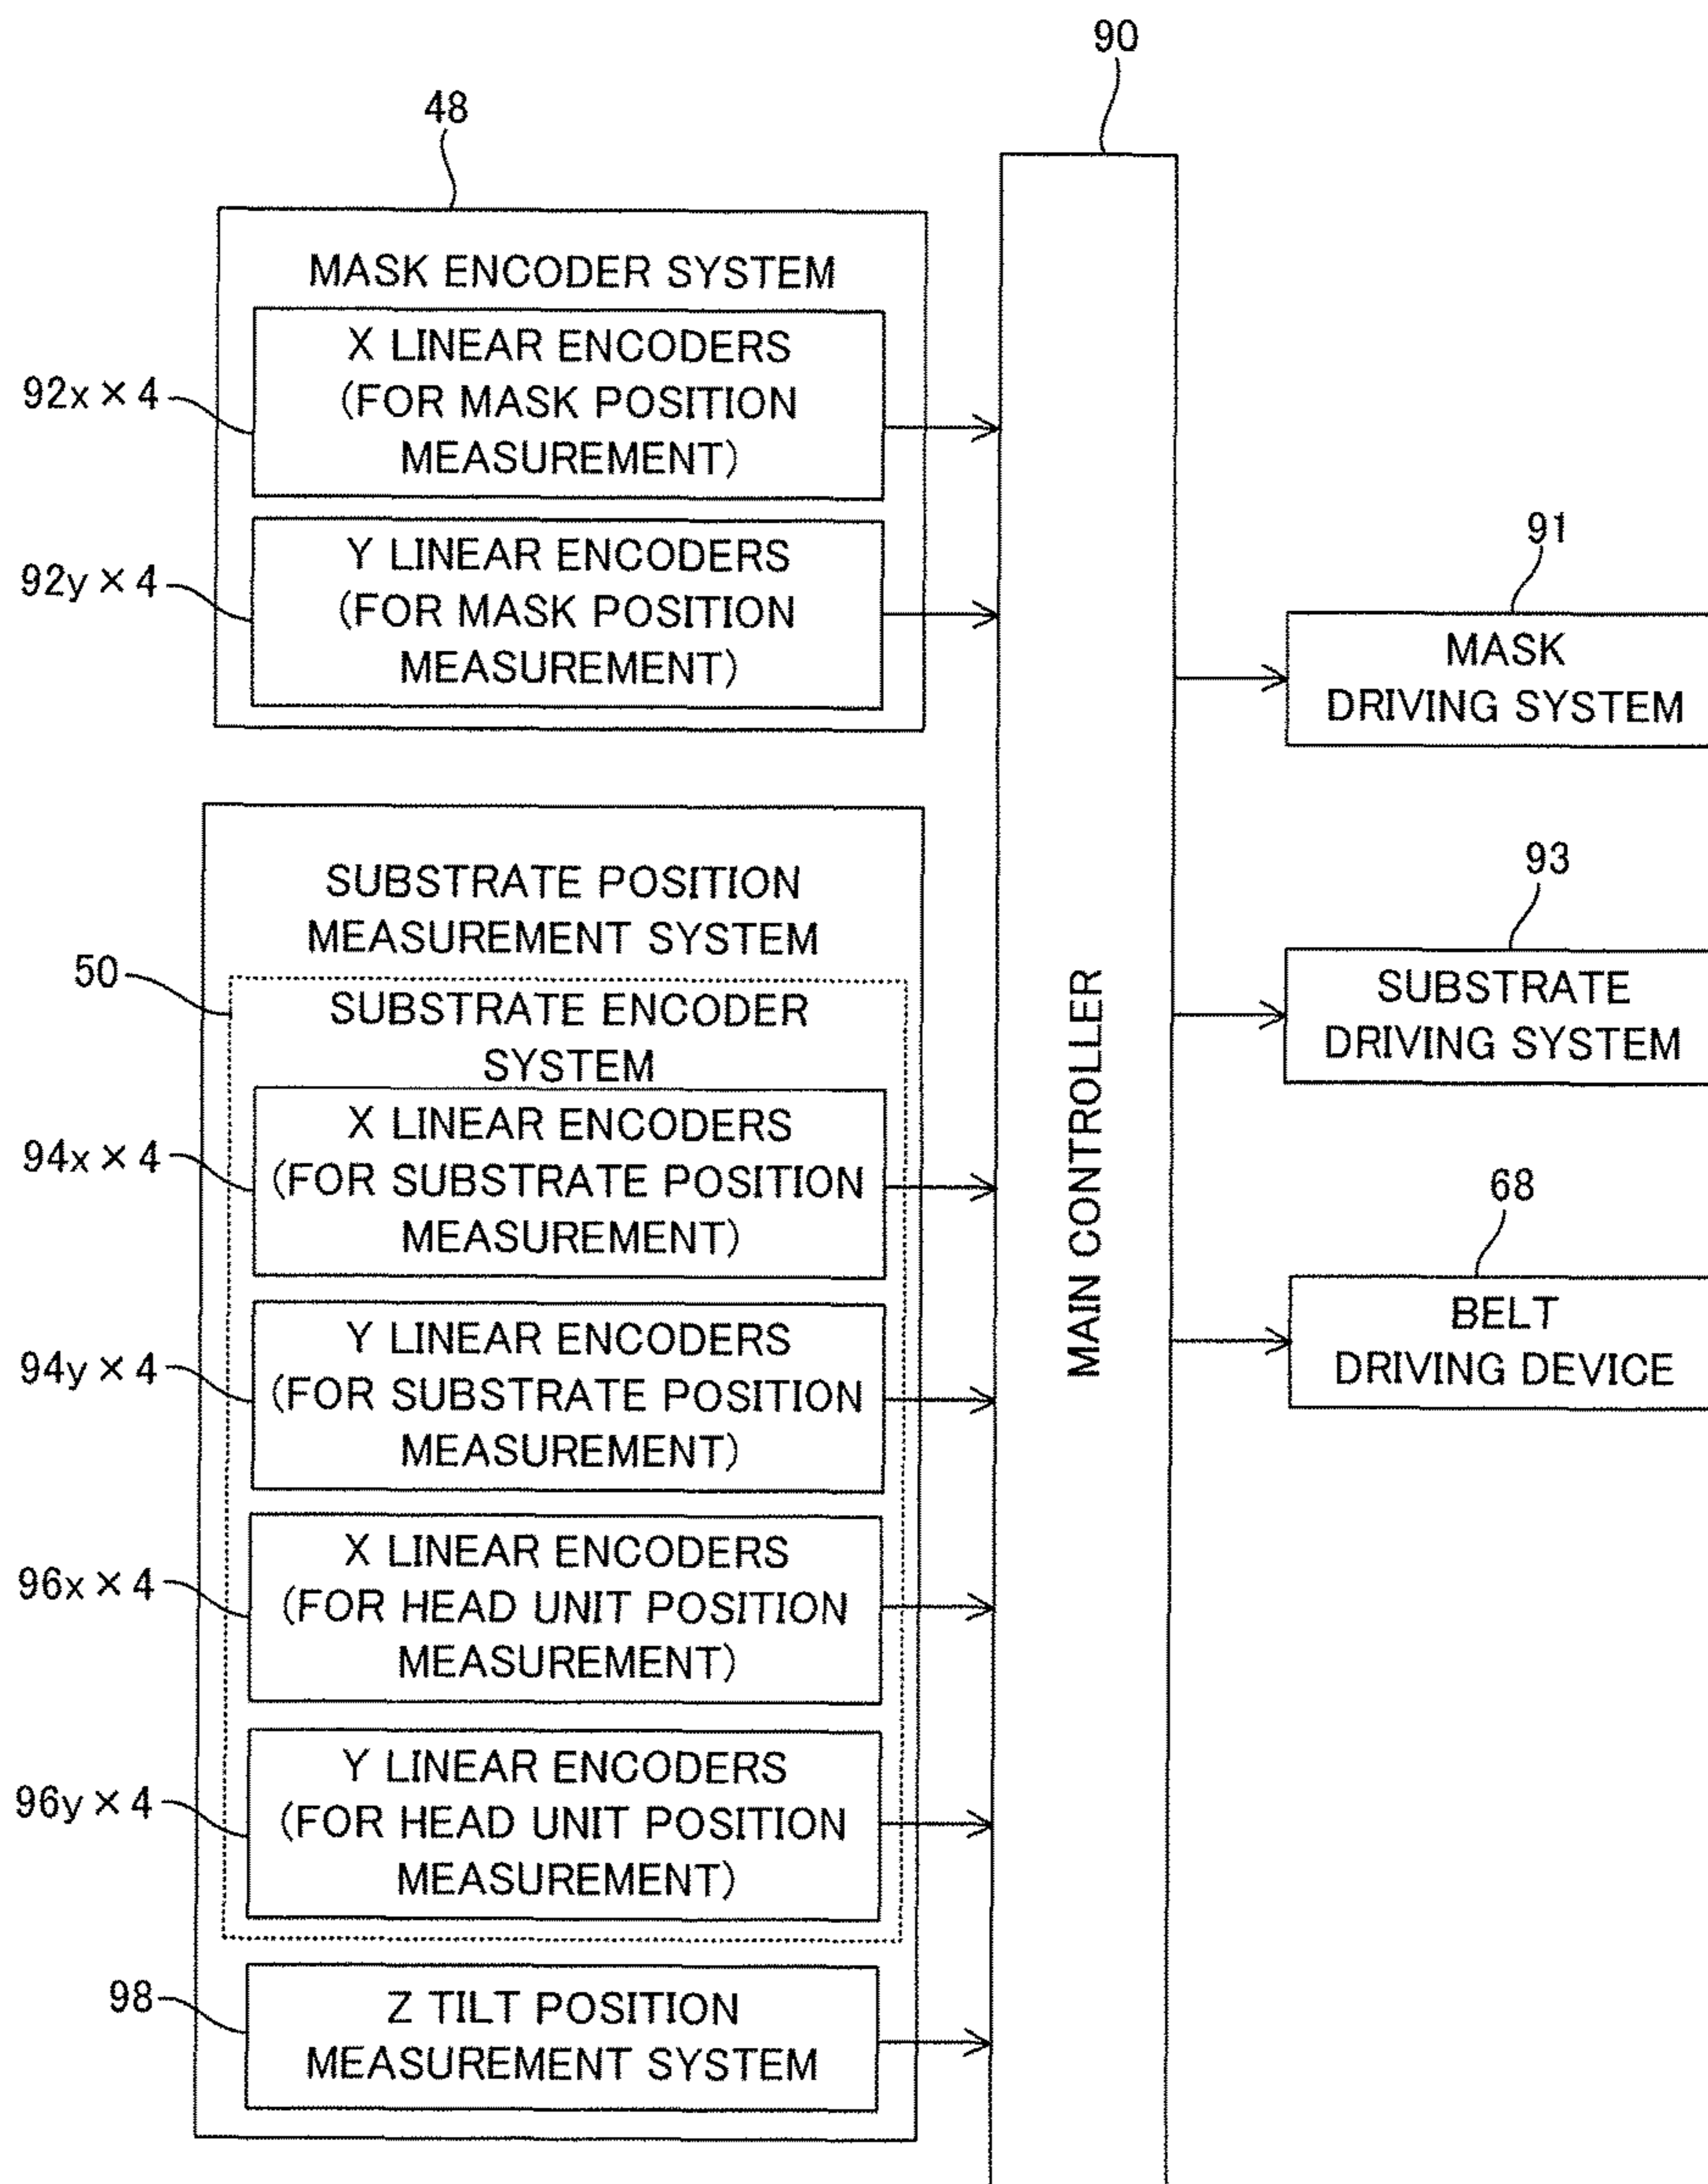 90
48
MASK ENCODER SYSTEM
X LINEAR ENCODERS
(FOR MASK POSITION
MEASUREMENT)
92x×4
Y LINEAR ENCODERS
(FOR MASK POSITION
MEASUREMENT)
92y×4
SUBSTRATE POSITION
MEASUREMENT SYSTEM
50
SUBSTRATE ENCODER
SYSTEM
X LINEAR ENCODERS
(FOR SUBSTRATE POSITION
MEASUREMENT)
94x×4
Y LINEAR ENCODERS
(FOR SUBSTRATE POSITION
MEASUREMENT)
94y×4
X LINEAR ENCODERS
(FOR HEAD UNIT POSITION
MEASUREMENT)
96x×4
Y LINEAR ENCODERS
(FOR HEAD UNIT POSITION
MEASUREMENT)
96y×4
98
Z TILT POSITION
MEASUREMENT SYSTEM
MAIN CONTROLLER
91
MASK
DRIVING SYSTEM
93
SUBSTRATE
DRIVING SYSTEM
68
BELT
DRIVING DEVICE